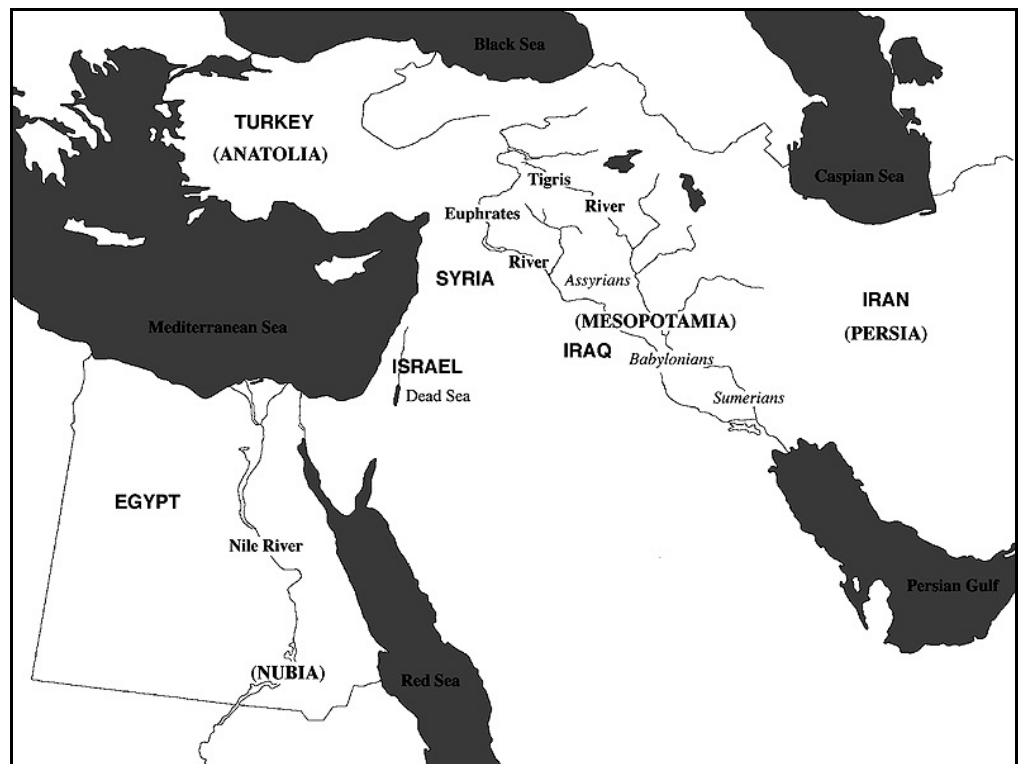 Black Sea
TURKEY
(ANATOLIA)
Caspian Sea
Tigris
River
Euphrates
River
SYRIA
Assyrians
IRAN
(PERSIA)
(MESOPOTAMIA)
Mediterranean Sea
IRAQ
Babylonians
ISRAEL
Dead Sea
Sumerians
EGYPT
Nile River
Persian Gulf
(NUBIA)
Red Sea